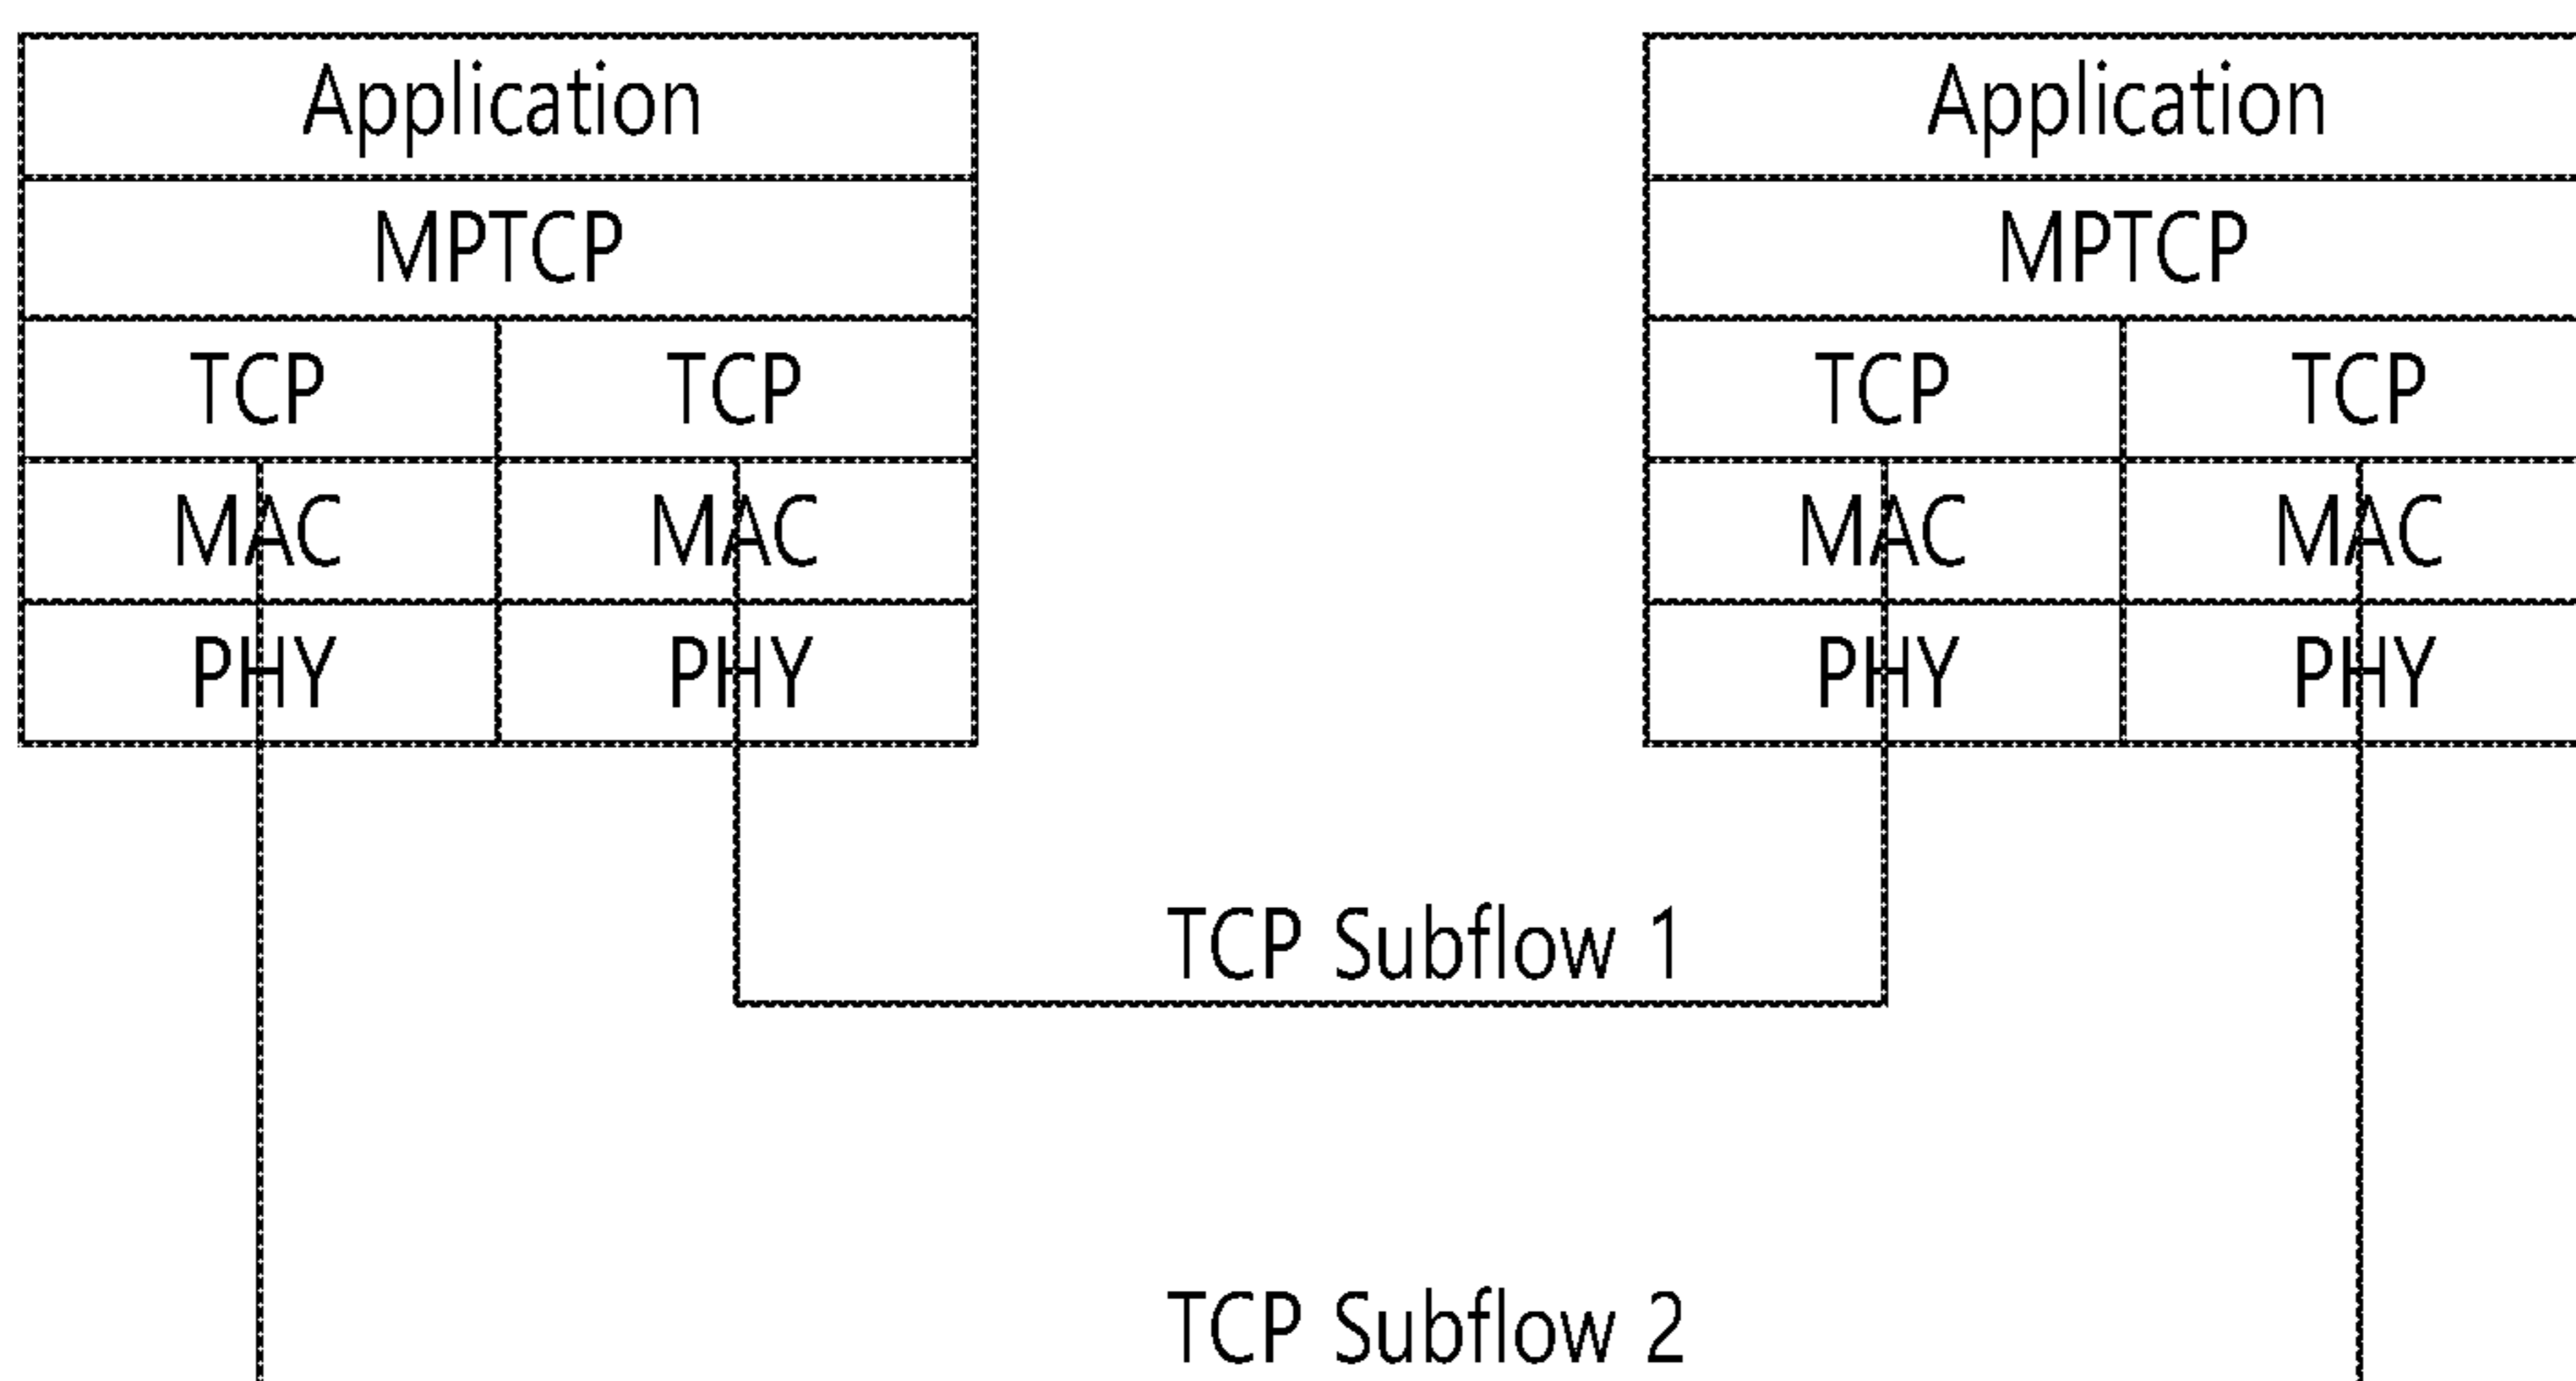 Application
MPTCP
TCP TCP
MAC MAC
PHY PHY
Application
MPTCP
TCP TCP
MAC MAC
PHY PHY
TCP Subflow 1
TCP Subflow 2